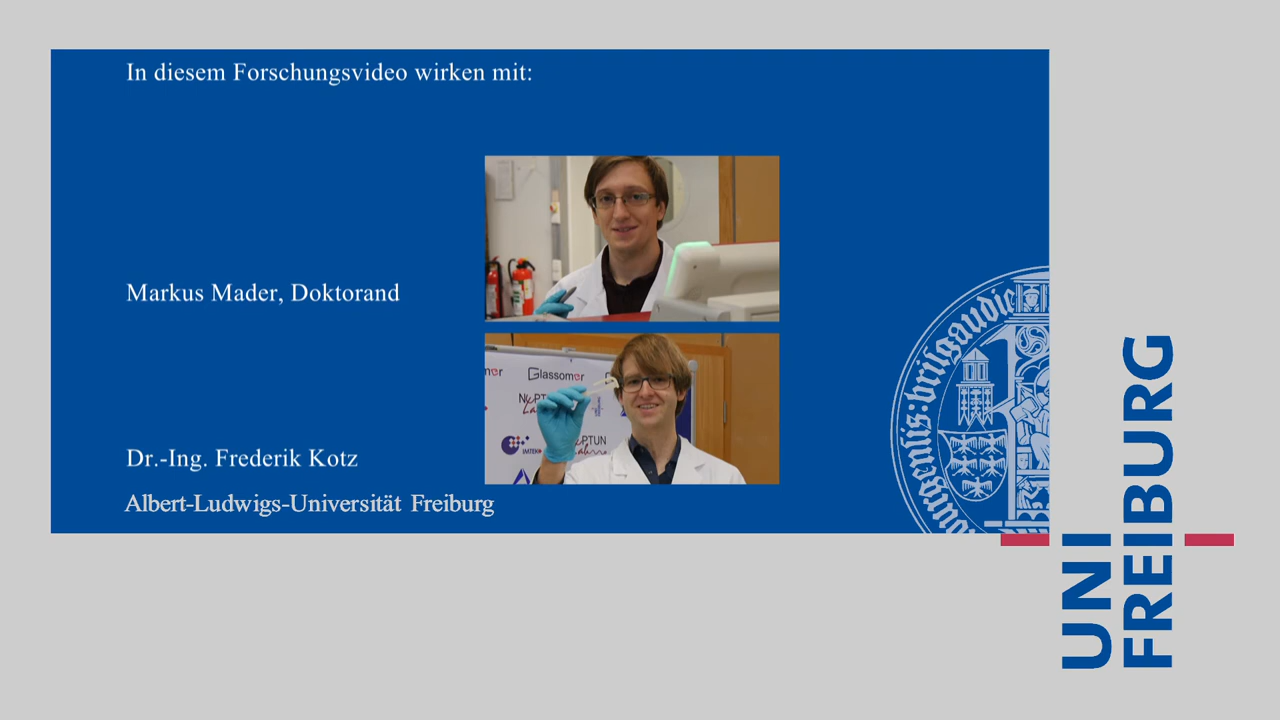 In diesem Forschungsvideo wirken mit:
Markus Mader, Doktorand
Glassomer
IMTEK
Dr.-Ing. Frederik Kotz
Albert-Ludwigs-Universität Freiburg
UNI
FREIBURG